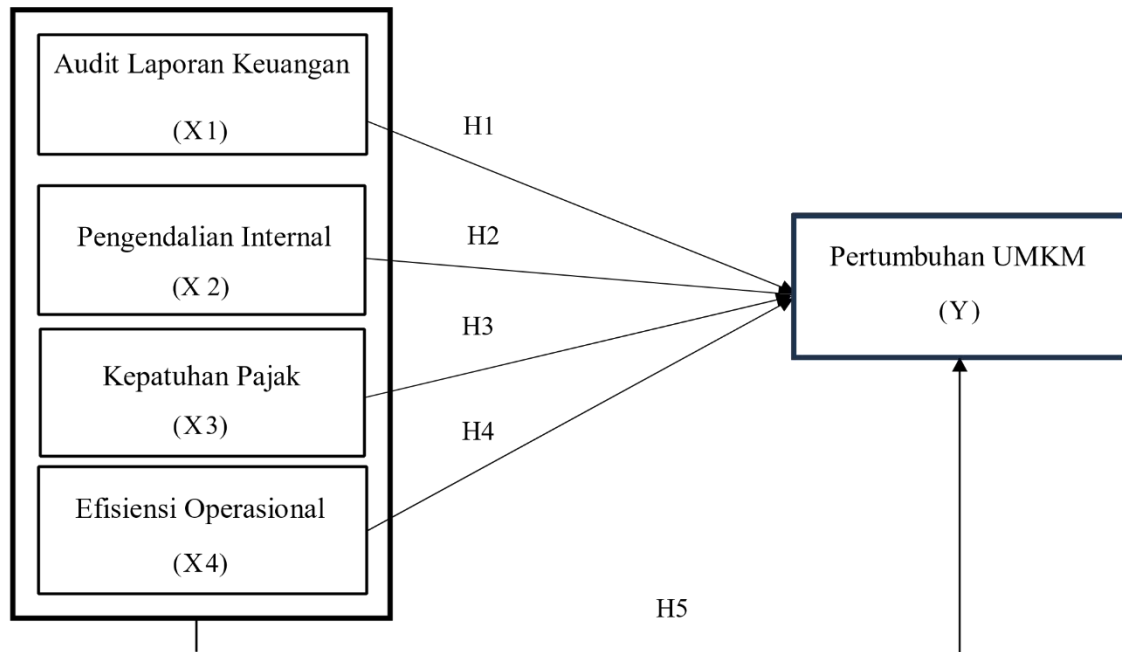 Audit Laporan Keuangan
(X1)
Pengendalian Internal
(X 2)
Kepatuhan Pajak
(X3)
Efisiensi Operasional
(X4)
H1
H2
H3
H4
H5
Pertumbuhan UMKM
(Y)